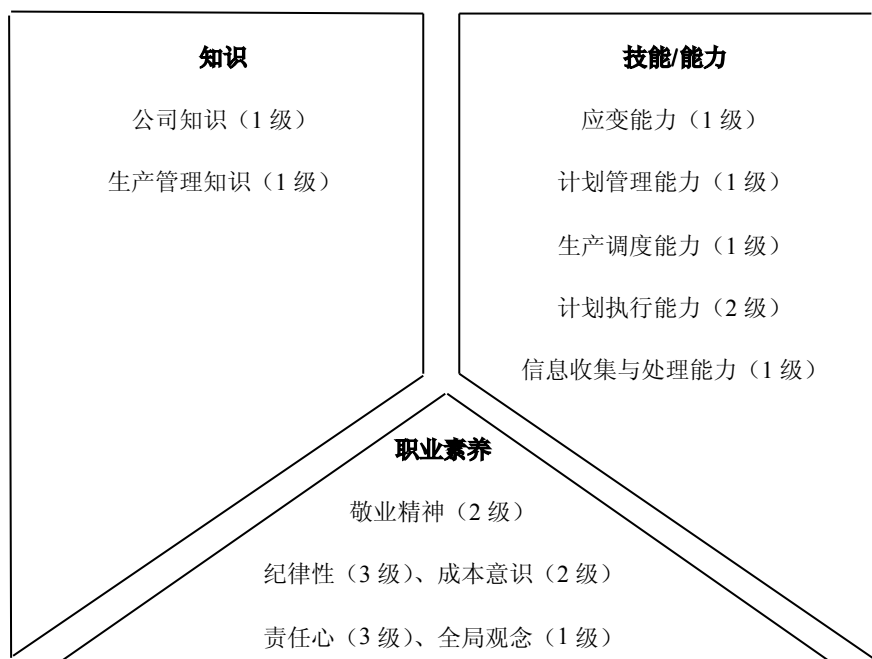 知识
公司知识（1 级）
生产管理知识（1 级）
技能/能力
应变能力（1 级）
计划管理能力（1 级）
生产调度能力（1 级）
计划执行能力（2 级）
信息收集与处理能力（1 级）
职业素养
敬业精神（2 级）
纪律性（3 级）、成本意识（2 级）
责任心（3 级）、全局观念（1 级）